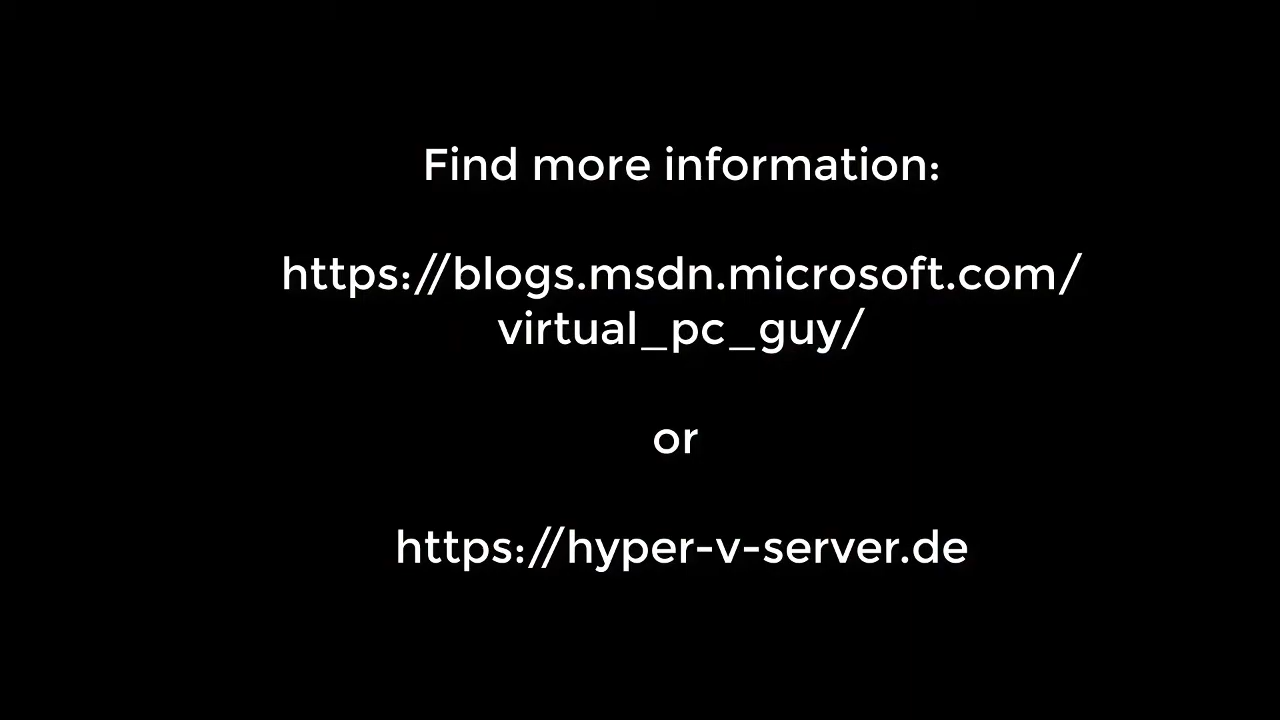 Find more information:
https://blogs.msdn.microsoft.com/
virtual_pc_guy/
or
https://hyper-v-server.de